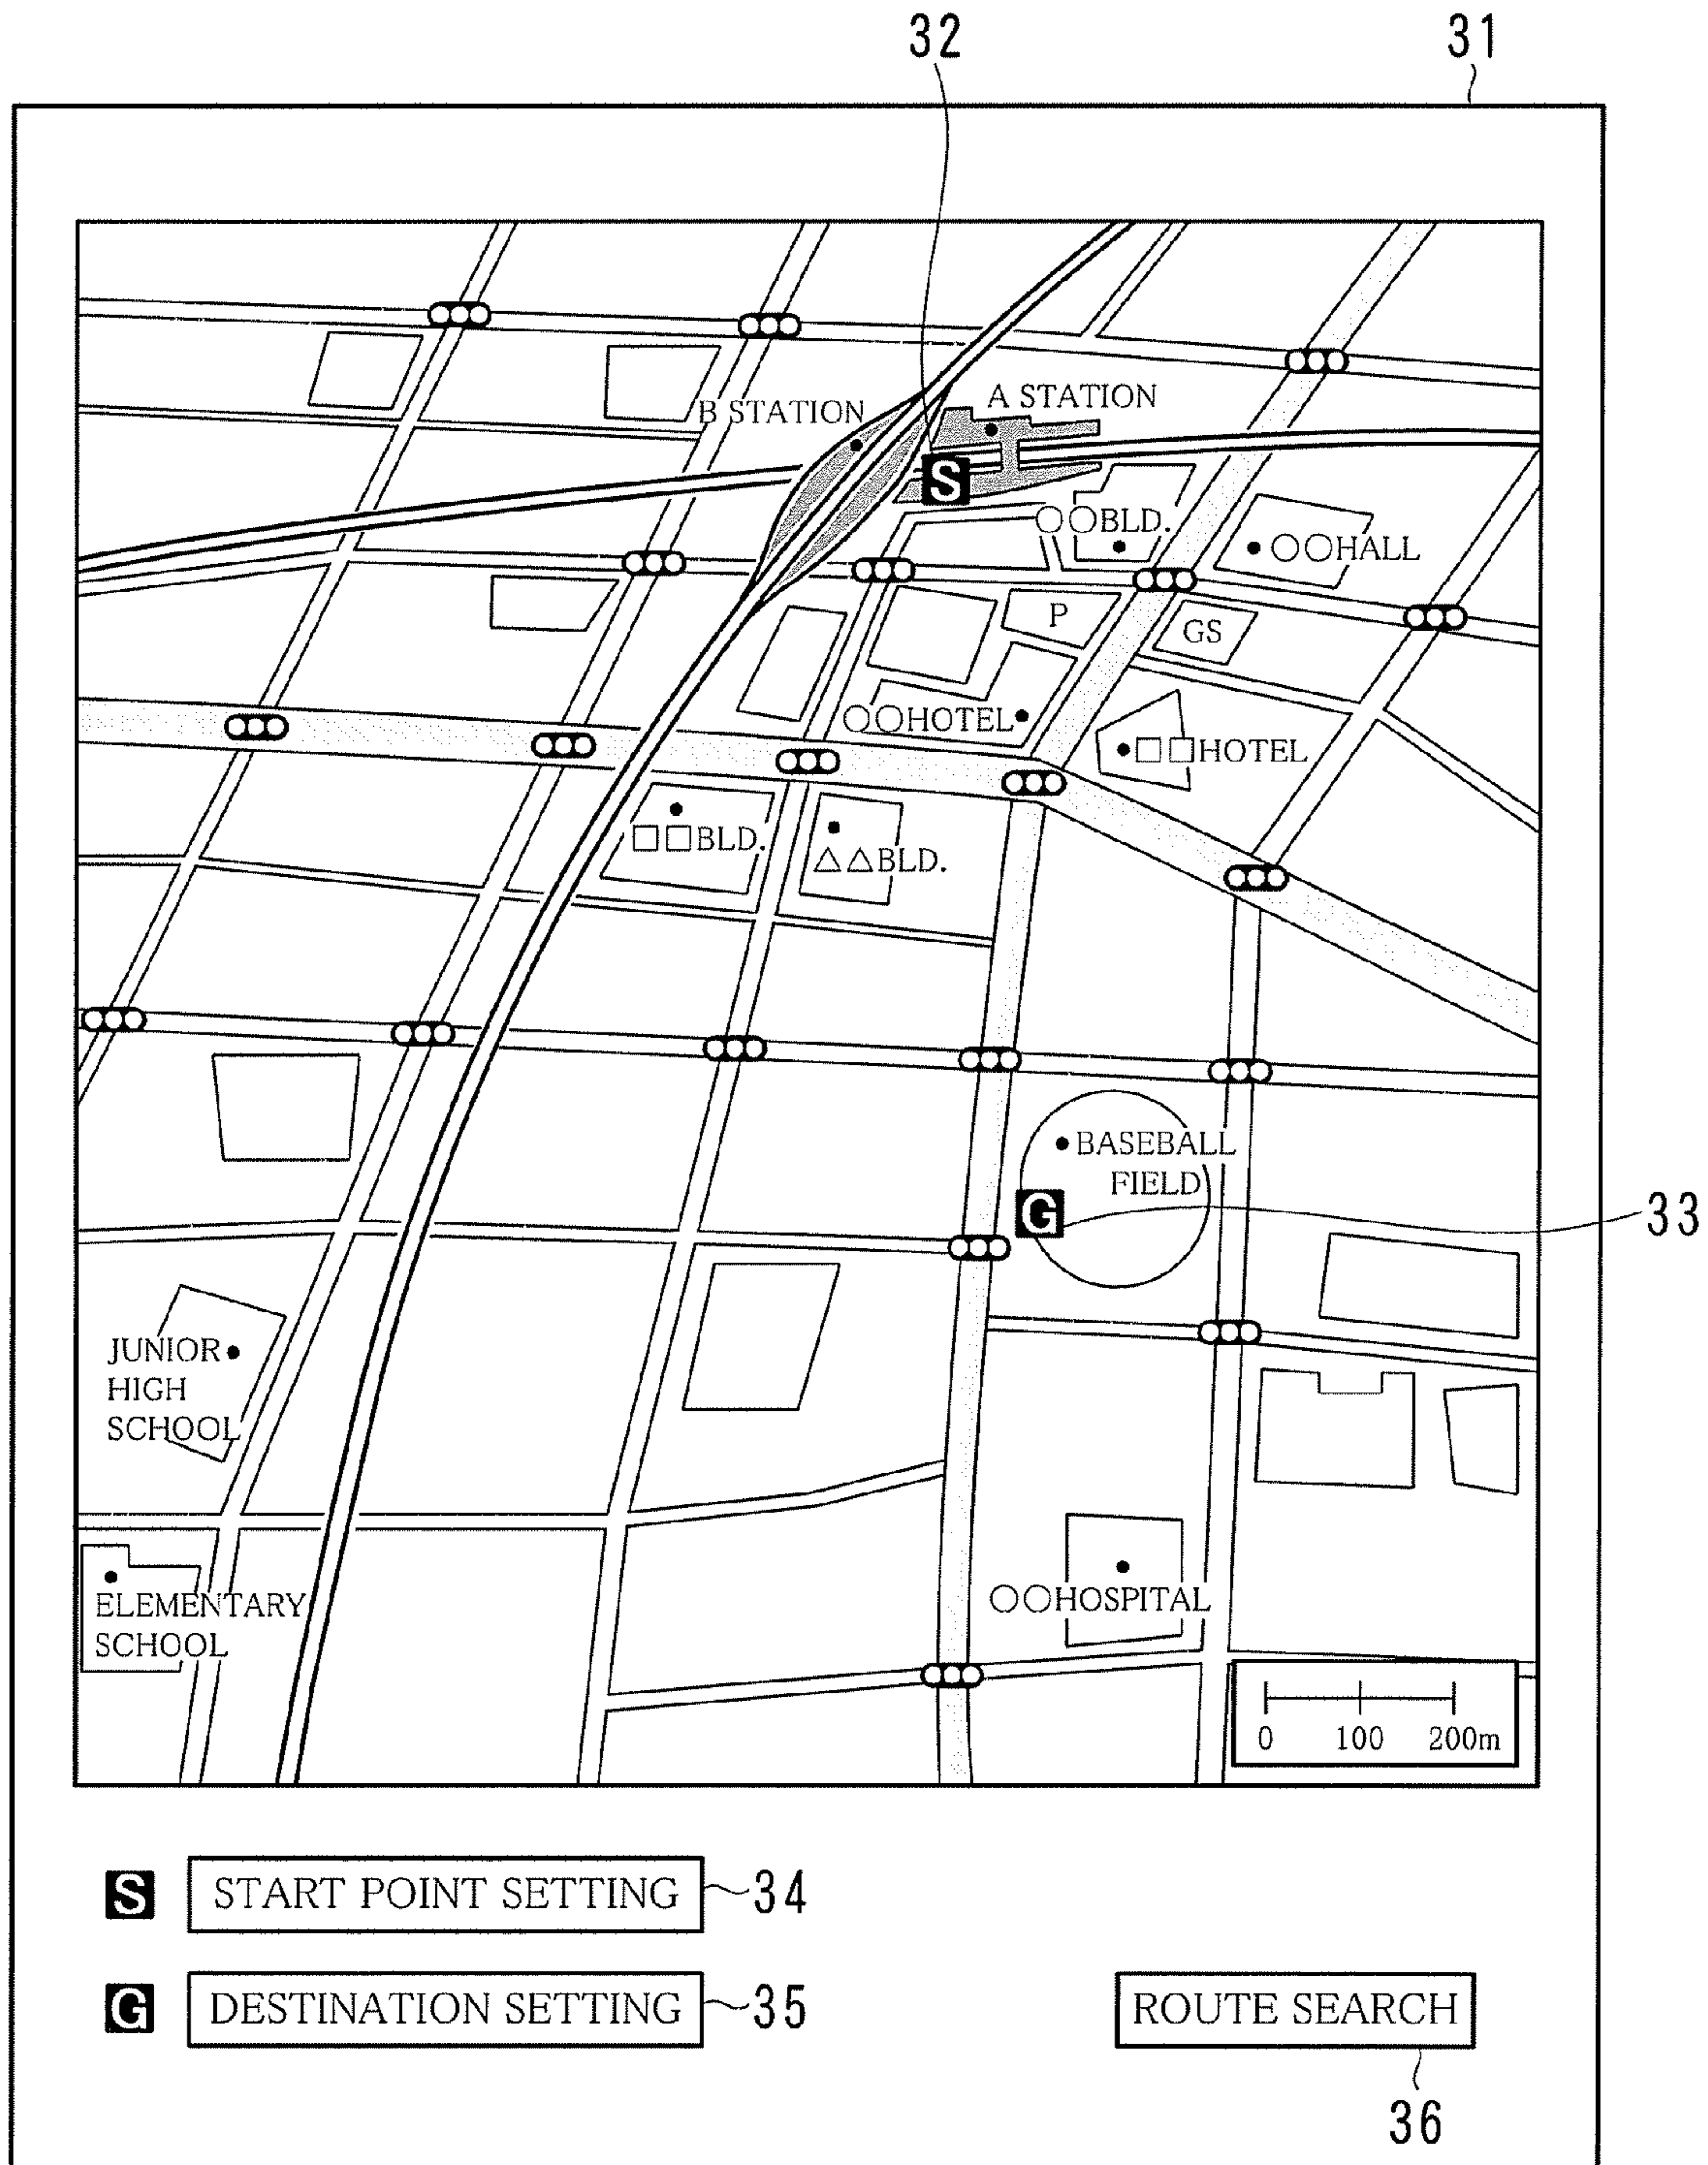 32
31
B STATION
A STATION
S
○○BLD.
○○HALL
P
GS
○○HOTEL
□□HOTEL
□□BLD.
△△BLD.
BASEBALL
FIELD
G
33
JUNIOR
HIGH
SCHOOL
ELEMENTARY
SCHOOL
○○HOSPITAL
0 100 200m
S START POINT SETTING 34
G DESTINATION SETTING 35
ROUTE SEARCH
36